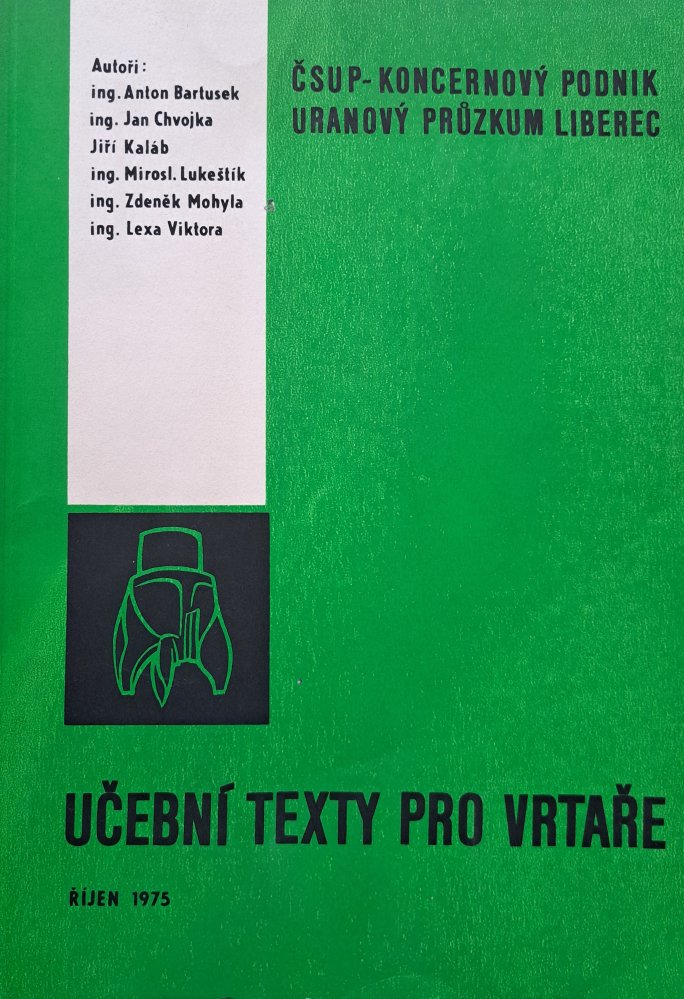 Autoři:
ing. Anton Bartusek
ing. Jan Chvojka
Jiří Kaláb
ing. Mirosl. Lukeštík
ing. Zdeněk Mohyla
ing. Lexa Viktora
ČSUP-KONCERNOVÝ PODNIK
URANOVÝ PRŮZKUM LIBEREC
UČEBNÍ TEXTY PRO VRTAŘE
ŘÍJEN 1975